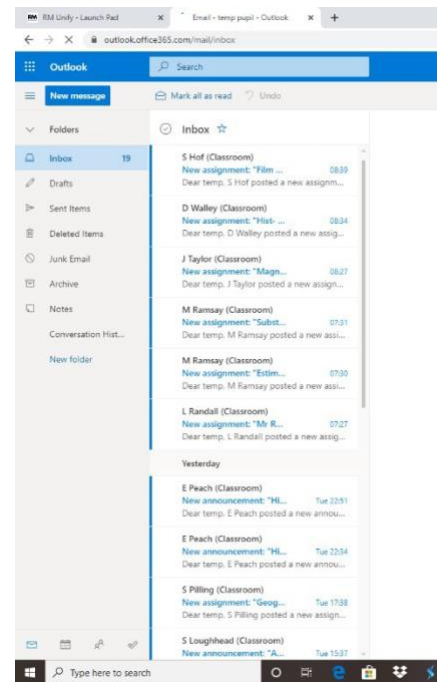 RM Unify - Launch Pad
Email - temp pupil - Outlook
outlook.office365.com/mail/inbox
Outlook
Search
New message
Mark all as read
Undo
Folders
Inbox 19
Drafts
Sent Items
Deleted Items
Junk Email
Archive
Notes
Conversation Hist...
New folder
Inbox
S Hof (Classroom)
New assignment: "Film ... 08:39
Dear temp. S Hof posted a new assignm...
D Walley (Classroom)
New assignment: "Hist- ... 08:34
Dear temp. D Walley posted a new assig...
J Taylor (Classroom)
New assignment: "Magn... 08:27
Dear temp. J Taylor posted a new assign...
M Ramsay (Classroom)
New assignment: "Subst... 07:31
Dear temp. M Ramsay posted a new assi...
M Ramsay (Classroom)
New assignment: "Estim... 07:30
Dear temp. M Ramsay posted a new assi...
L Randall (Classroom)
New assignment: "Mr R... 07:27
Dear temp. L Randall posted a new assig...
Yesterday
E Peach (Classroom)
New announcement: "Hi... Tue 22:51
Dear temp. E Peach posted a new annou...
E Peach (Classroom)
New announcement: "Hi... Tue 22:34
Dear temp. E Peach posted a new annou...
S Pilling (Classroom)
New assignment: "Geog... Tue 17:38
Dear temp. S Pilling posted a new assign...
S Loughhead (Classroom)
New announcement: "A... Tue 15:37
Type here to search